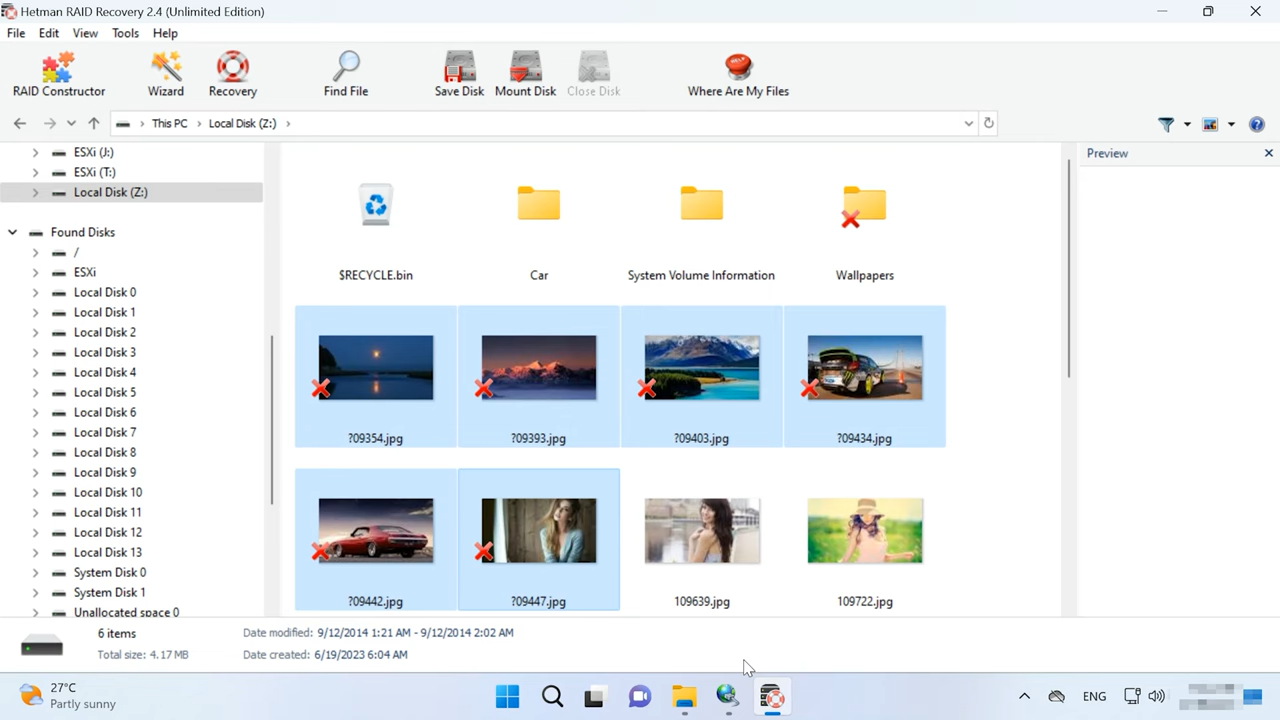 Hetman RAID Recovery 2.4 (Unlimited Edition)
File Edit View Tools Help
RAID Constructor Wizard Recovery Find File Save Disk Mount Disk Close Disk Where Are My Files
This PC Local Disk (Z:)
ESXi (J:)
ESXi (T:)
Local Disk (Z:)
Found Disks
/
ESXi
Local Disk 0
Local Disk 1
Local Disk 2
Local Disk 3
Local Disk 4
Local Disk 5
Local Disk 6
Local Disk 7
Local Disk 8
Local Disk 9
Local Disk 10
Local Disk 11
Local Disk 12
Local Disk 13
System Disk 0
System Disk 1
Unallocated space 0
$RECYCLE.bin Car System Volume Information Wallpapers
?09354.jpg ?09393.jpg ?09403.jpg ?09434.jpg
?09442.jpg ?09447.jpg 109639.jpg 109722.jpg
Preview
6 items
Total size: 4.17 MB
Date modified: 9/12/2014 1:21 AM - 9/12/2014 2:02 AM
Date created: 6/19/2023 6:04 AM
27°C
Partly sunny
ENG